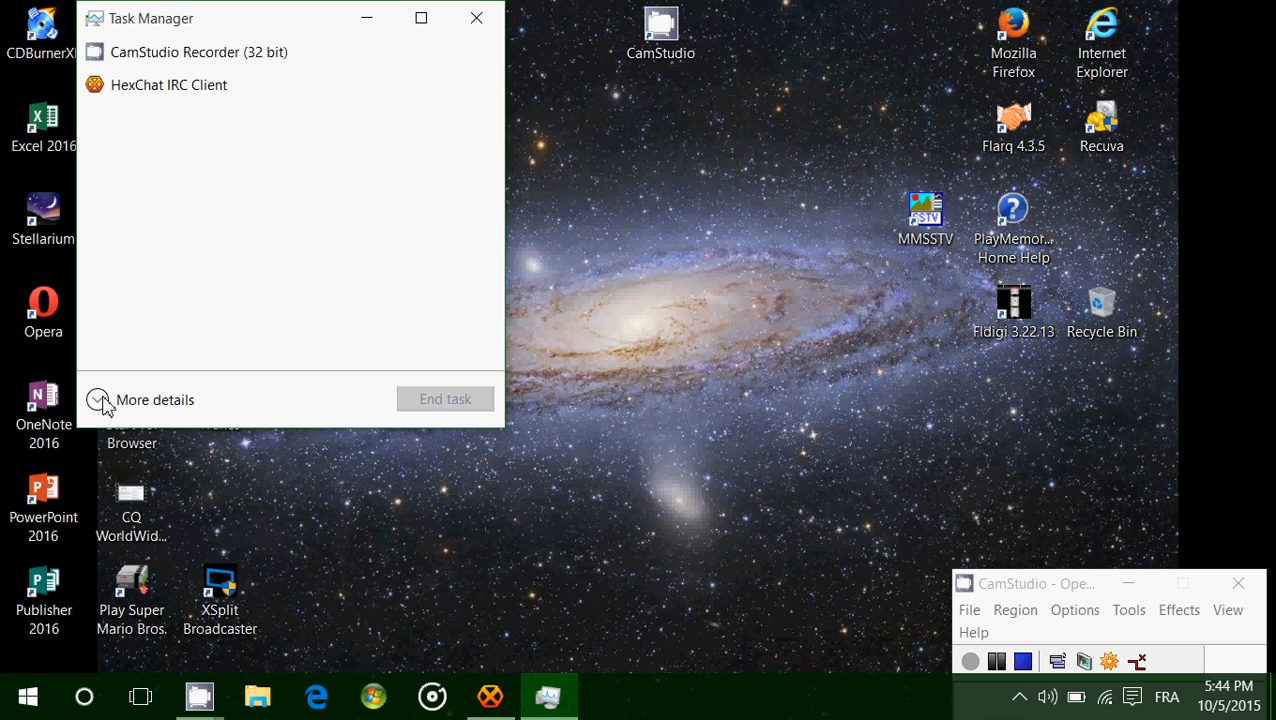 Task Manager
CamStudio Recorder (32 bit)
HexChat IRC Client
More details
End task
CDBurnerX
Excel 2016
Stellarium
Opera
OneNote
2016
PowerPoint
2016
Publisher
2016
Browser
CQ
WorldWid...
Play Super
Mario Bros.
XSplit
Broadcaster
CamStudio
Mozilla
Firefox
Internet
Explorer
Flarq 4.3.5
Recuva
SSTV
MMSSTV
PlayMemor...
Home Help
Fldigi 3.22.13
Recycle Bin
CamStudio - Ope...
File Region Options Tools Effects View
Help
FRA
5:44 PM
10/5/2015